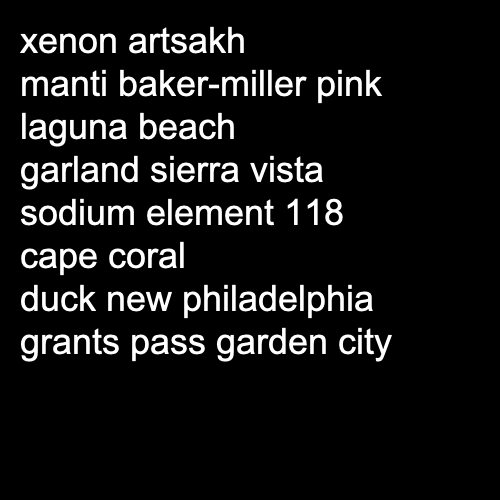 xenon artsakh
manti baker-miller pink
laguna beach
garland sierra vista
sodium element 118
cape coral
duck new philadelphia
grants pass garden city